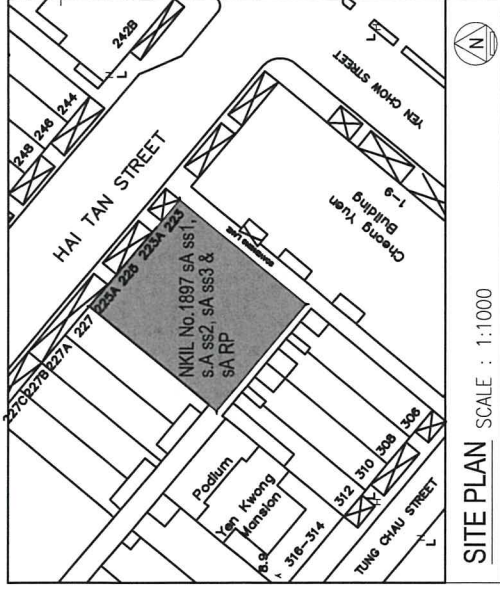 242B
244
246
248
HAI TAN STREET
YEN CHOW STREET
227C
227B
227A
227
225A
225
223A
223
NKIL No.1897 sA ss1,
s.A ss2, sA ss3 &
sA RP
Cheong Yuen
Building
1-9
Podium
Yen Kwong
Mansion
6.9
316-314
312
310
308
306
TUNG CHAU STREET
L
L
L
N
SITE PLAN SCALE : 1:1000